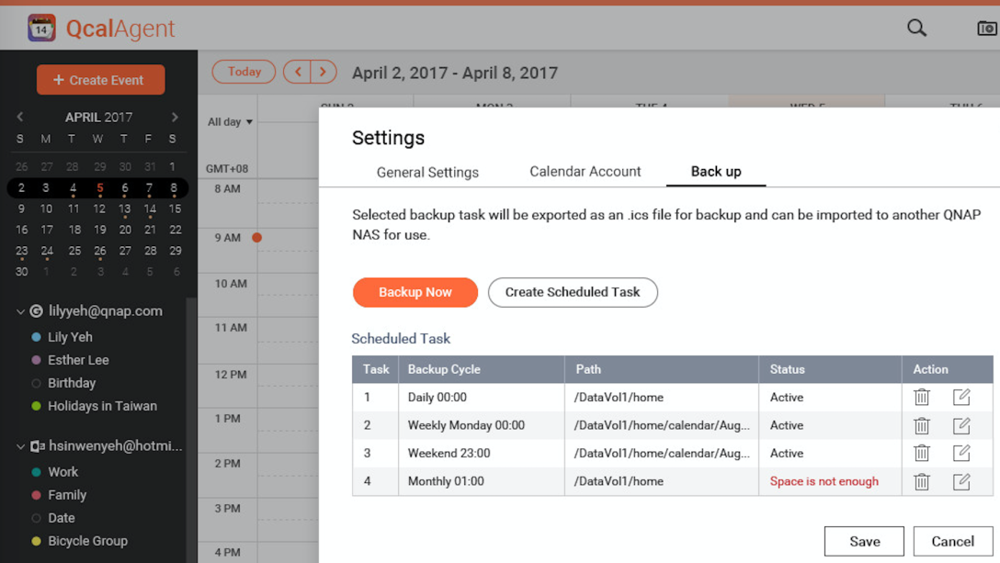 14
QcalAgent
+ Create Event
Today
April 2, 2017 - April 8, 2017
APRIL 2017
S M T W T F S
26 27 28 29 30 31 1
2 3 4 5 6 7 8
9 10 11 12 13 14 15
16 17 18 19 20 21 22
23 24 25 26 27 28 29
30 1 2 3 4 5 6
lilyyeh@qnap.com
Lily Yeh
Esther Lee
Birthday
Holidays in Taiwan
hsinwenyeh@hotmi...
Work
Family
Date
Bicycle Group
All day
GMT+08
8 AM
9 AM
10 AM
11 AM
12 PM
1 PM
2 PM
3 PM
4 PM
Settings
General Settings Calendar Account Back up
Selected backup task will be exported as an .ics file for backup and can be imported to another QNAP
NAS for use.
Backup Now Create Scheduled Task
Scheduled Task
Task Backup Cycle Path Status Action
1 Daily 00:00 /DataVol1/home Active
2 Weekly Monday 00:00 /DataVol1/home/calendar/Aug... Active
3 Weekend 23:00 /DataVol1/home/calendar/Aug... Active
4 Monthly 01:00 /DataVol1/home Space is not enough
Save Cancel